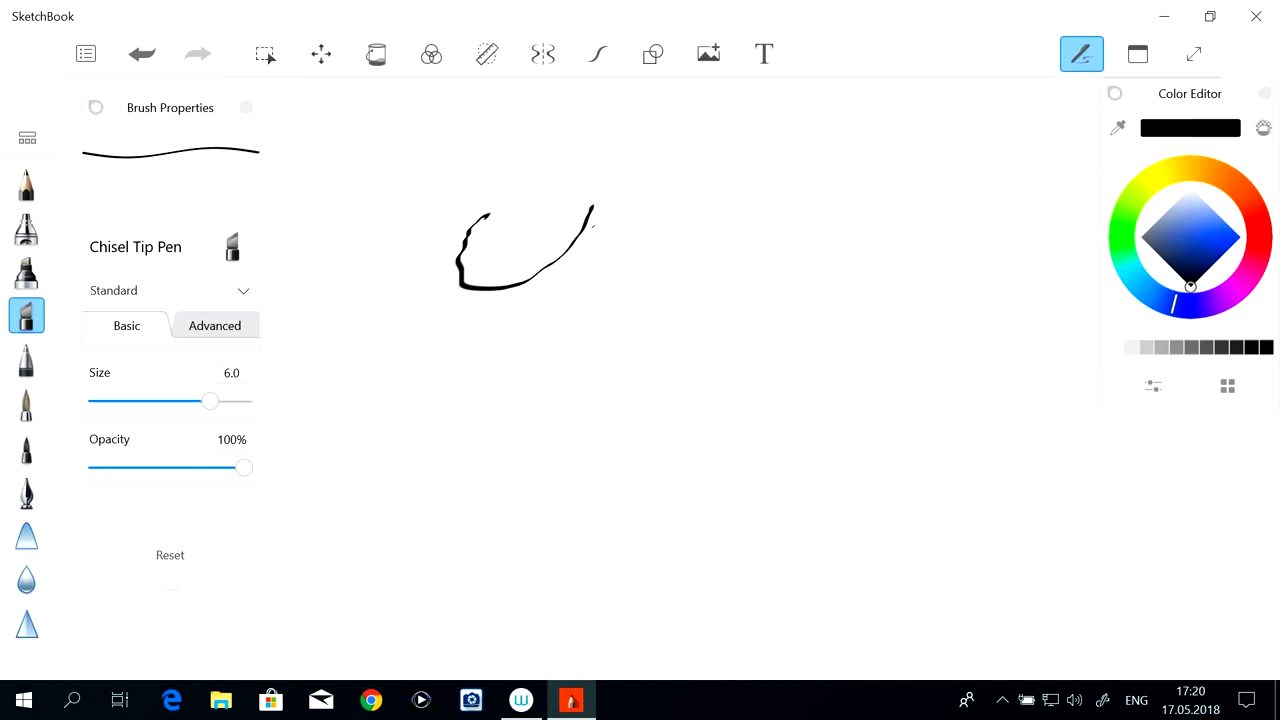 SketchBook
T
Brush Properties
Color Editor
Chisel Tip Pen
Standard
Basic Advanced
Size 6.0
Opacity 100%
Reset
W
ENG
17:20
17.05.2018